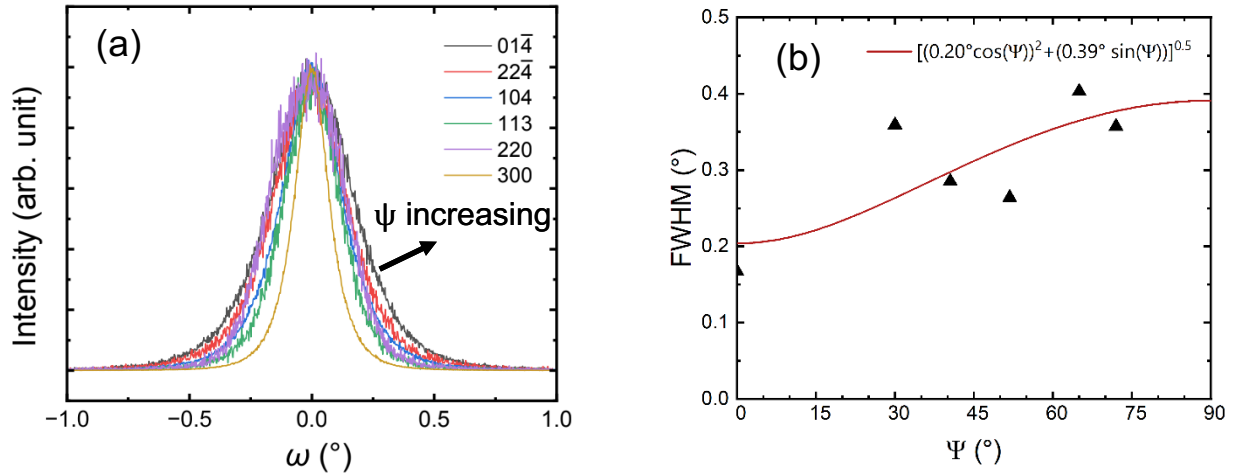 (a)
014̄
224̄
104
113
220
300
ψ increasing
Intensity (arb. unit)
−1.0 −0.5 0.0 0.5 1.0
ω (°)
(b)
[(0.20°cos(Ψ))²+(0.39° sin(Ψ))]⁰·⁵
FWHM (°)
0.5
0.4
0.3
0.2
0.1
0.0
0 15 30 45 60 75 90
Ψ (°)